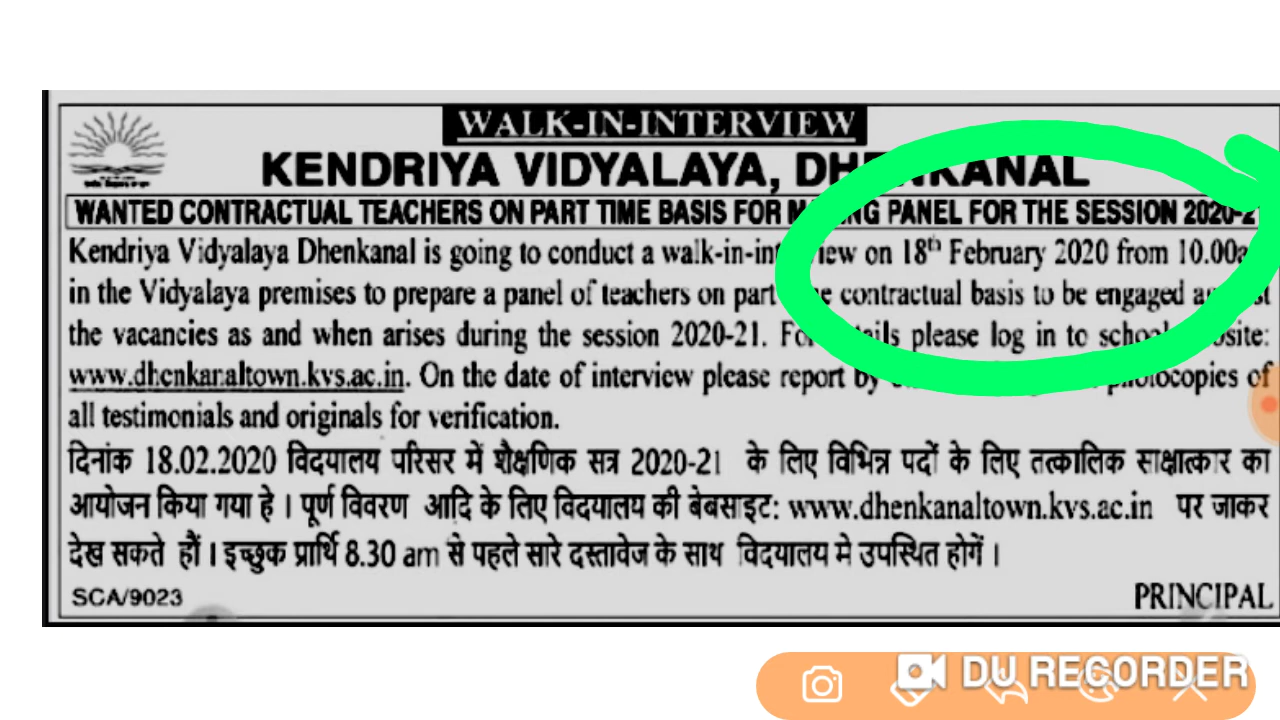 WALK-IN-INTERVIEW
KENDRIYA VIDYALAYA, DHENKANAL
WANTED CONTRACTUAL TEACHERS ON PART TIME BASIS FOR MAKING PANEL FOR THE SESSION 2020-2
Kendriya Vidyalaya Dhenkanal is going to conduct a walk-in-interview on 18th February 2020 from 10.00a
in the Vidyalaya premises to prepare a panel of teachers on part contractual basis to be engaged
the vacancies as and when arises during the session 2020-21. For details please log in to school
www.dhenkanaltown.kvs.ac.in. On the date of interview please report by photocopies of
all testimonials and originals for verification.
दिनांक 18.02.2020 विदयालय परिसर में शैक्षणिक सत्र 2020-21 के लिए विभिन्न पदों के लिए तत्कालिक साक्षात्कार का
आयोजन किया गया हे । पूर्ण विवरण आदि के लिए विदयालय की बेबसाइट: www.dhenkanaltown.kvs.ac.in पर जाकर
देख सकते हौं । इच्छुक प्रार्थि 8.30 am से पहले सारे दस्तावेज के साथ विदयालय मे उपस्थित होगें ।
SCA/9023 PRINCIPAL
DU RECORDER